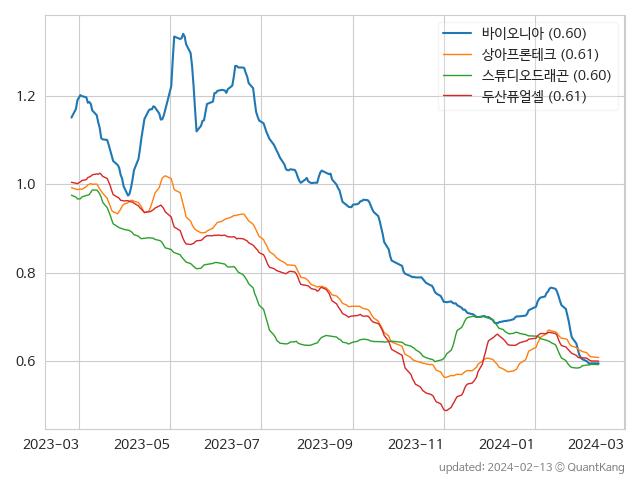 바이오니아 (0.60)
상아프론테크 (0.61)
스튜디오드래곤 (0.60)
두산퓨얼셀 (0.61)
1.2
1.0
0.8
0.6
2023-03 2023-05 2023-07 2023-09 2023-11 2024-01 2024-03
updated: 2024-02-13 © QuantKang